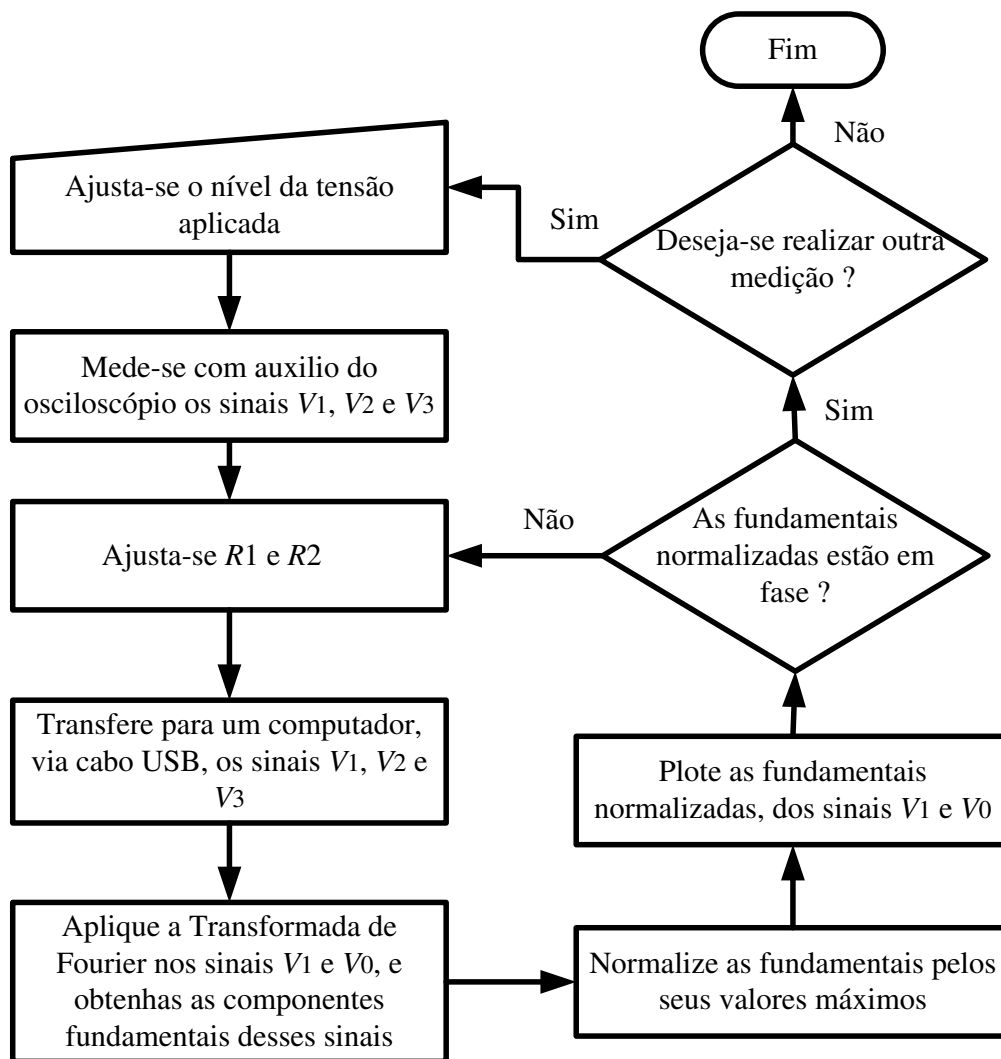 Fim
Não
Ajusta-se o nível da tensão
aplicada
Sim
Deseja-se realizar outra
medição ?
Mede-se com auxilio do
osciloscópio os sinais V1, V2 e V3
Sim
Não
Ajusta-se R1 e R2
As fundamentais
normalizadas estão em
fase ?
Transfere para um computador,
via cabo USB, os sinais V1, V2 e
V3
Plote as fundamentais
normalizadas, dos sinais V1 e V0
Aplique a Transformada de
Fourier nos sinais V1 e V0, e
obtenhas as componentes
fundamentais desses sinais
Normalize as fundamentais pelos
seus valores máximos